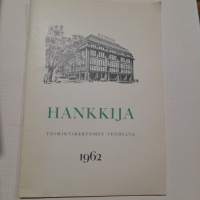 HANKKIJA
TOIMINTAKERTOMUS VUODELTA
1962